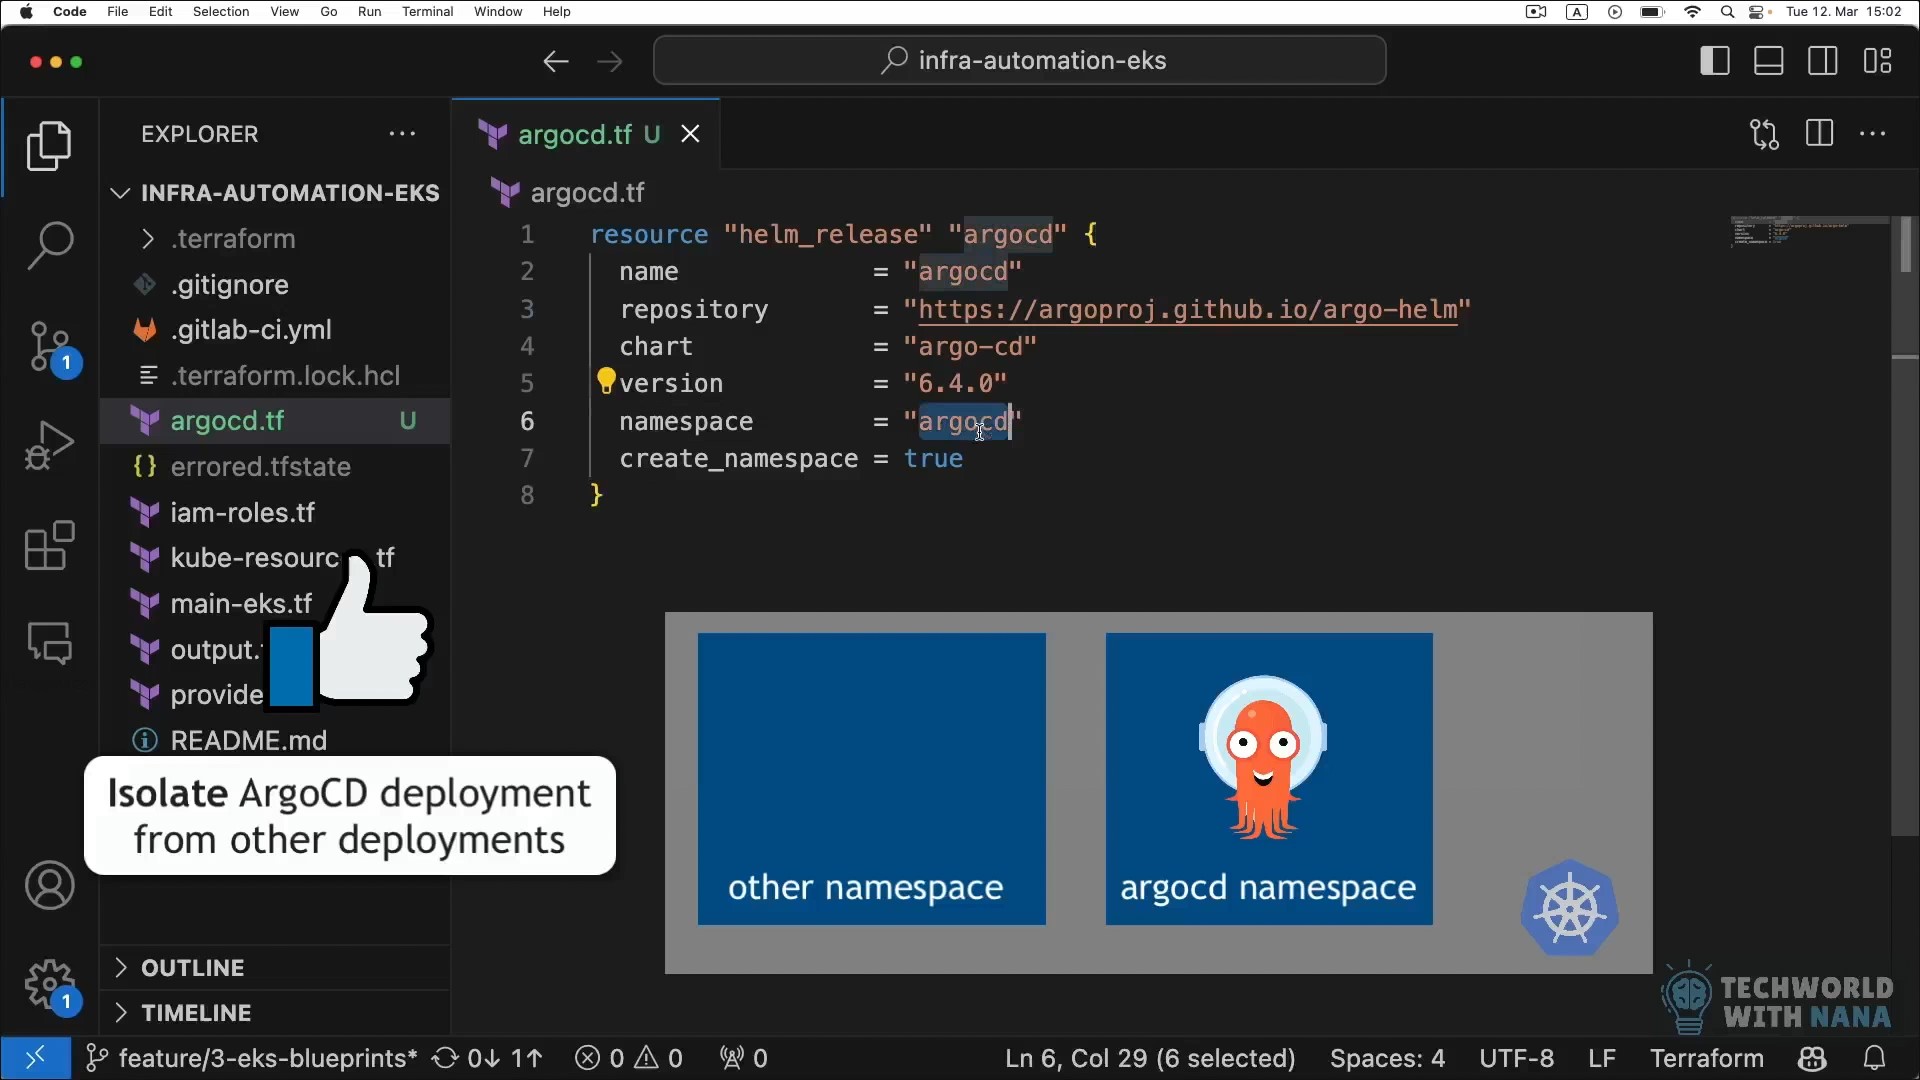 Code File Edit Selection View Go Run Terminal Window Help
A
Tue 12. Mar 15:02
infra-automation-eks
EXPLORER
argocd.tf U
INFRA-AUTOMATION-EKS
.terraform
.gitignore
.gitlab-ci.yml
.terraform.lock.hcl
argocd.tf U
errored.tfstate
iam-roles.tf
kube-resourc tf
main-eks.tf
output.
provide
README.md
OUTLINE
TIMELINE
1
1
argocd.tf
1 resource "helm_release" "argocd" {
2 name = "argocd"
3 repository = "https://argoproj.github.io/argo-helm"
4 chart = "argo-cd"
5 version = "6.4.0"
6 namespace = "argocd"
7 create_namespace = true
8 }
Isolate ArgoCD deployment
from other deployments
other namespace
argocd namespace
TECHWORLD
WITH NANA
feature/3-eks-blueprints* 0↓ 1↑ 0 0 0
Ln 6, Col 29 (6 selected) Spaces: 4 UTF-8 LF Terraform